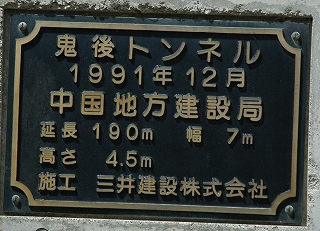 鬼後トンネル
1991年12月
中国地方建設局
延長 190m 幅 7m
高さ 4.5m
施工 三井建設株式会社